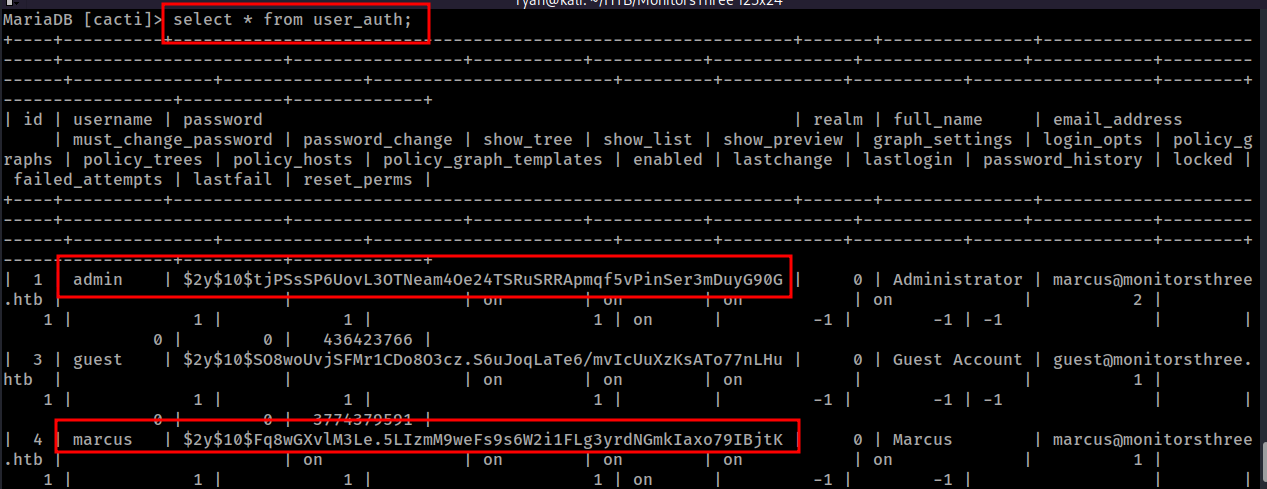 ryan@kali: ~/HTB/MonitorsThree 125x24
MariaDB [cacti]> select * from user_auth;
+----+----------+--------------------------------------------------------------+-------+---------------+----------------------
-----+----------------------+-----------------+-----------+-----------+--------------+----------------+------------+---------
------+--------------+--------------+------------------------+---------+------------+-----------+------------------+--------+
-----------------+----------+-------------+
| id | username | password                                                     | realm | full_name     | email_address
     | must_change_password | password_change | show_tree | show_list | show_preview | graph_settings | login_opts | policy_g
raphs | policy_trees | policy_hosts | policy_graph_templates | enabled | lastchange | lastlogin | password_history | locked |
 failed_attempts | lastfail | reset_perms |
+----+----------+--------------------------------------------------------------+-------+---------------+----------------------
-----+----------------------+-----------------+-----------+-----------+--------------+----------------+------------+---------
------+--------------+--------------+------------------------+---------+------------+-----------+------------------+--------+
-----------------+----------+-------------+
|  1 | admin    | $2y$10$tjPSsSP6UovL3OTNeam4Oe24TSRuSRRApmqf5vPinSer3mDuyG90G |     0 | Administrator | marcus@monitorsthree
.htb |                      |                 | on        | on        | on           | on             |          2 |
    1 |            1 |            1 |                      1 | on      |         -1 |        -1 | -1               |        |
               0 |        0 |   436423766 |
|  3 | guest    | $2y$10$SO8woUvjSFMr1CDo8O3cz.S6uJoqLaTe6/mvIcUuXzKsATo77nLHu |     0 | Guest Account | guest@monitorsthree.
htb  |                      |                 | on        | on        | on           |                |          1 |
    1 |            1 |            1 |                      1 |         |         -1 |        -1 | -1               |        |
               0 |        0 |  3774379591 |
|  4 | marcus   | $2y$10$Fq8wGXvlM3Le.5LIzmM9weFs9s6W2i1FLg3yrdNGmkIaxo79IBjtK |     0 | Marcus        | marcus@monitorsthree
.htb |                      | on              | on        | on        | on           | on             |          1 |
    1 |            1 |            1 |                      1 | on      |         -1 |        -1 | -1               |        |